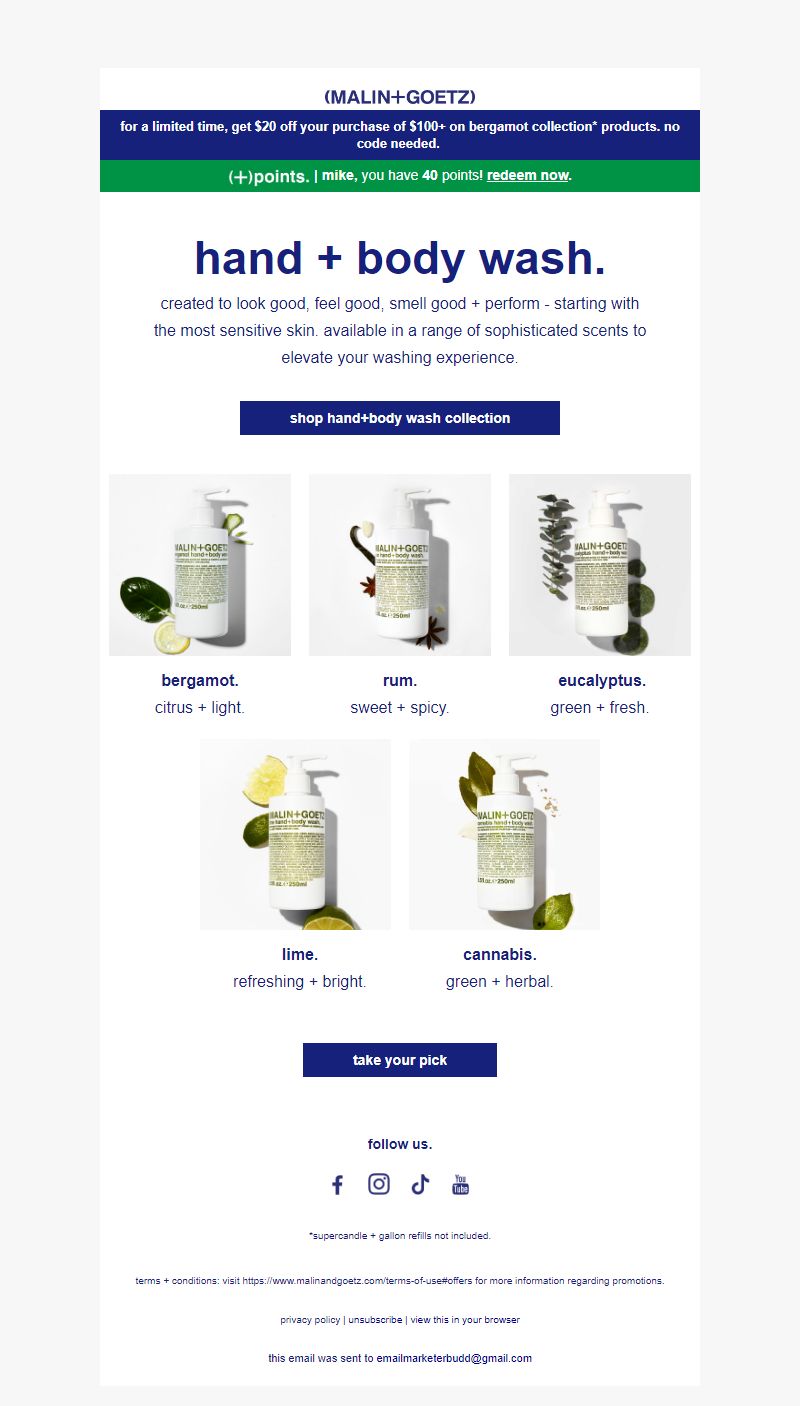 (MALIN+GOETZ)
for a limited time, get $20 off your purchase of $100+ on bergamot collection* products. no
code needed.
(+)points. | mike, you have 40 points! redeem now.
hand + body wash.
created to look good, feel good, smell good + perform - starting with
the most sensitive skin. available in a range of sophisticated scents to
elevate your washing experience.
shop hand+body wash collection
MALIN+GOETZ
bergamot hand+body wash.
250ml
MALIN+GOETZ
hand+body wash.
250ml
MALIN+GOETZ
hand+body wash.
250ml
bergamot.
citrus + light.
rum.
sweet + spicy.
eucalyptus.
green + fresh.
MALIN+GOETZ
hand+body wash.
250ml
MALIN+GOETZ
cannabis hand+body wash.
250ml
lime.
refreshing + bright.
cannabis.
green + herbal.
take your pick
follow us.
You
Tube
*supercandle + gallon refills not included.
terms + conditions: visit https://www.malinandgoetz.com/terms-of-use#offers for more information regarding promotions.
privacy policy | unsubscribe | view this in your browser
this email was sent to emailmarketerbudd@gmail.com